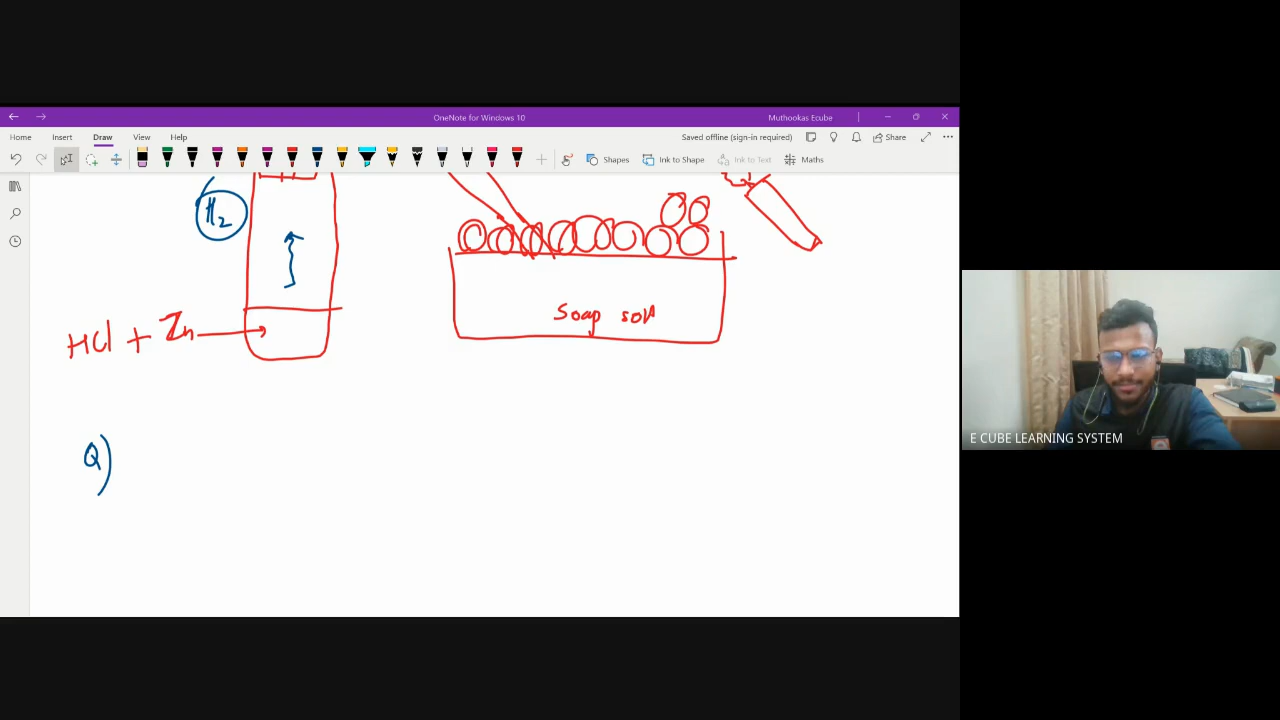 OneNote for Windows 10
Muthookas Ecube
Home Insert Draw View Help
Saved offline (sign-in required)
Share
Shapes
Ink to Shape
Ink to Text
Maths
H2
HCl + Zn
Soap soln
Q)
E CUBE LEARNING SYSTEM